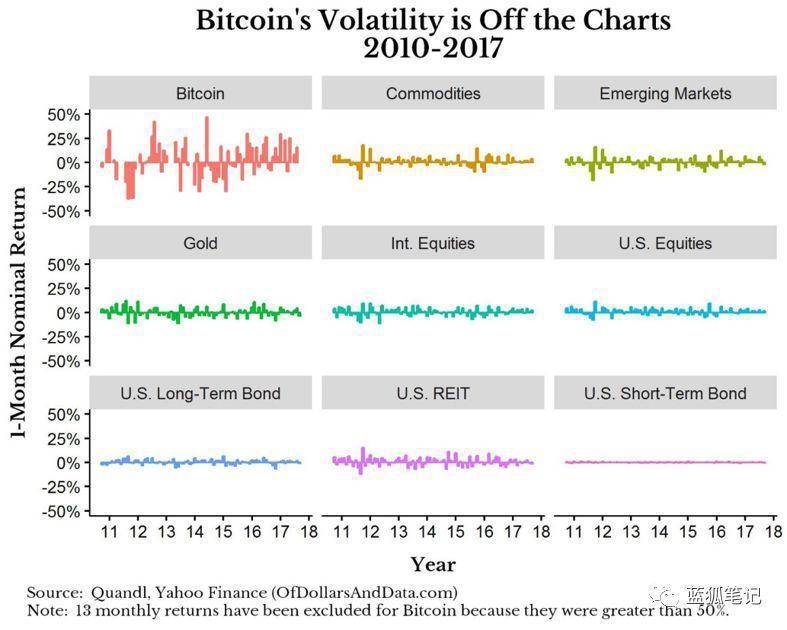 Bitcoin's Volatility is Off the Charts
2010-2017
Bitcoin
Commodities
Emerging Markets
50%
25%
0%
-25%
-50%
Gold
Int. Equities
U.S. Equities
50%
25%
0%
-25%
-50%
U.S. Long-Term Bond
U.S. REIT
U.S. Short-Term Bond
50%
25%
0%
-25%
-50%
1-Month Nominal Return
11 12 13 14 15 16 17 18
11 12 13 14 15 16 17 18
11 12 13 14 15 16 17 18
Year
Source: Quandl, Yahoo Finance (OfDollarsAndData.com)
Note: 13 monthly returns have been excluded for Bitcoin because they were greater than 50%.
蓝狐笔记